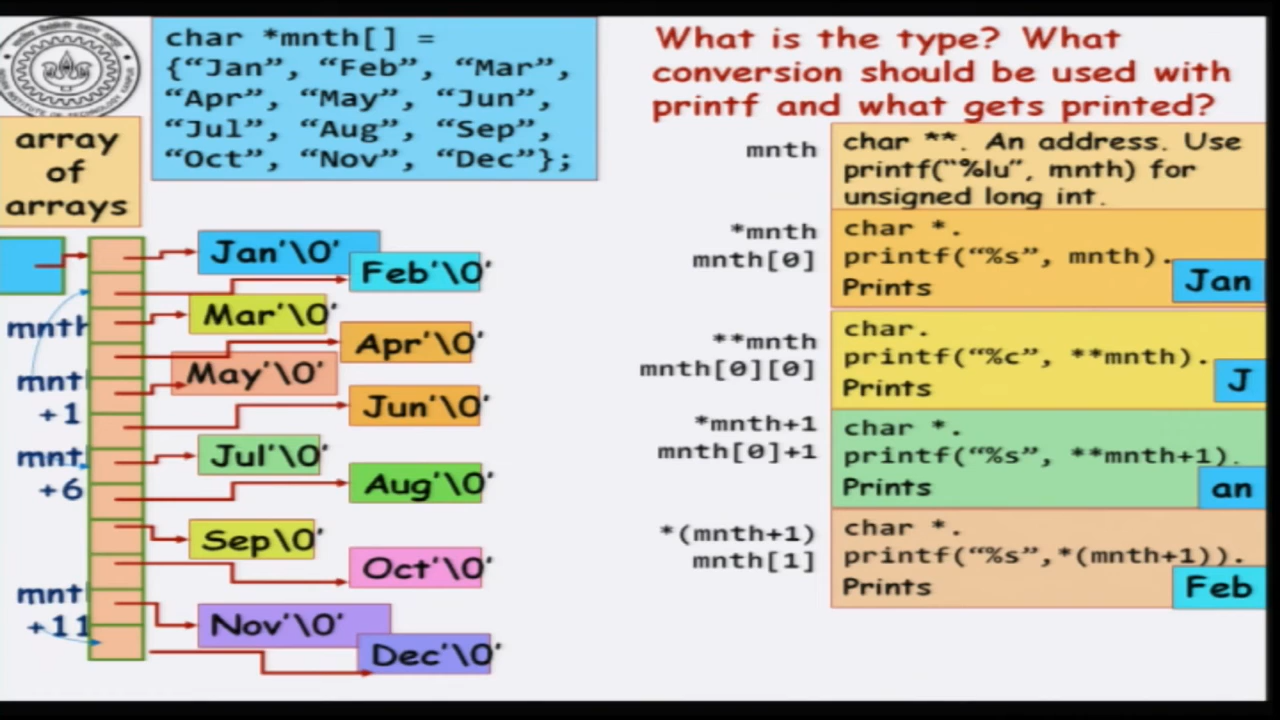 char *mnth[] =
{“Jan”, “Feb”, “Mar”,
“Apr”, “May”, “Jun”,
“Jul”, “Aug”, “Sep”,
“Oct”, “Nov”, “Dec”};
array
of
arrays
Jan'\0'
Feb'\0'
mnth
Mar'\0'
Apr'\0'
mnt
+1
May'\0'
Jun'\0'
mnt
+6
Jul'\0'
Aug'\0'
Sep\0'
Oct'\0'
mnt
+11
Nov'\0'
Dec'\0'
What is the type? What
conversion should be used with
printf and what gets printed?
mnth
char **. An address. Use
printf(“%lu”, mnth) for
unsigned long int.
*mnth
mnth[0]
char *.
printf(“%s”, mnth).
Prints
Jan
**mnth
mnth[0][0]
char.
printf(“%c”, **mnth).
Prints
J
*mnth+1
mnth[0]+1
char *.
printf(“%s”, **mnth+1).
Prints
an
*(mnth+1)
mnth[1]
char *.
printf(“%s”,*(mnth+1)).
Prints
Feb